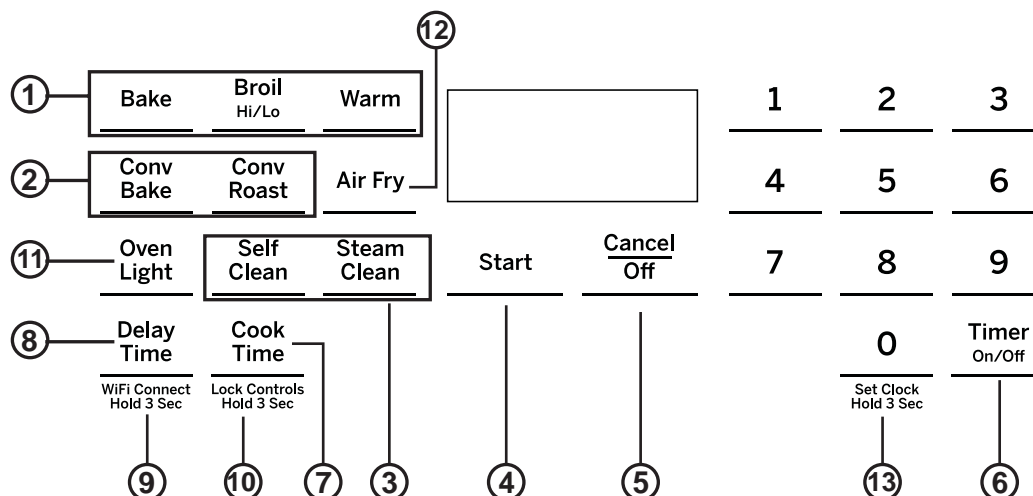 12
1
Bake
Broil
Hi/Lo
Warm
1
2
3
2
Conv
Bake
Conv
Roast
Air Fry
4
5
6
11
Oven
Light
Self
Clean
Steam
Clean
Start
Cancel
Off
7
8
9
8
Delay
Time
Cook
Time
0
Timer
On/Off
WiFi Connect
Hold 3 Sec
Lock Controls
Hold 3 Sec
Set Clock
Hold 3 Sec
9
10
7
3
4
5
13
6